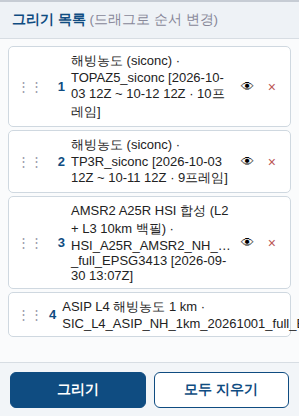 그리기 목록 (드래그로 순서 변경)
1
해빙농도 (siconc) ·
TOPAZ5_siconc [2026-10-
03 12Z ~ 10-12 12Z · 10프
레임]
×
2
해빙농도 (siconc) ·
TP3R_siconc [2026-10-03
12Z ~ 10-11 12Z · 9프레임]
×
3
AMSR2 A25R HSI 합성 (L2
+ L3 10km 백필) ·
HSI_A25R_AMSR2_NH_...
_full_EPSG3413 [2026-09-
30 13:07Z]
×
4
ASIP L4 해빙농도 1 km ·
SIC_L4_ASIP_NH_1km_20261001_full_
그리기
모두 지우기